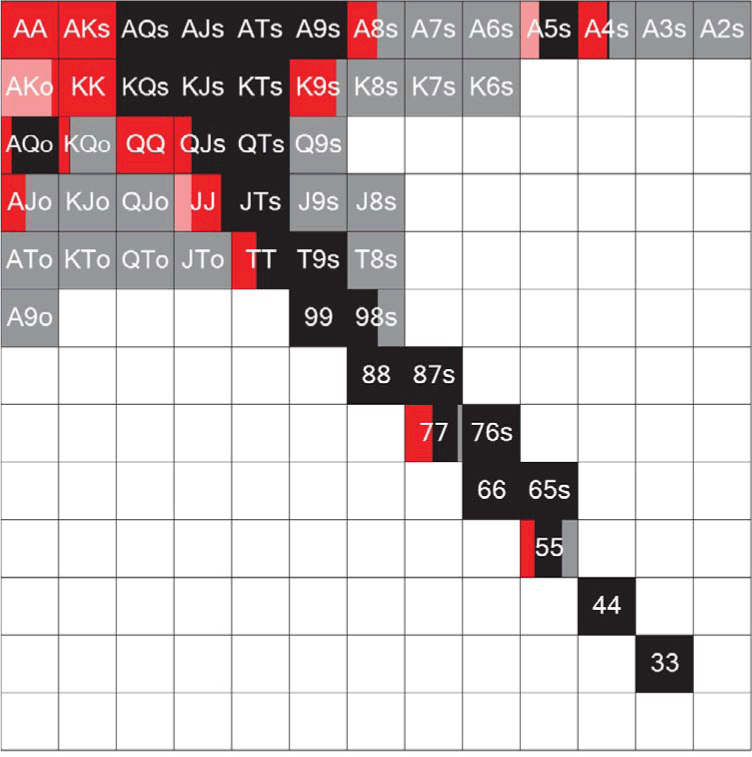 AA AKs AQs AJs ATs A9s A8s A7s A6s A5s A4s A3s A2s
AKo KK KQs KJs KTs K9s K8s K7s K6s
AQo KQo QQ QJs QTs Q9s
AJo KJo QJo JJ JTs J9s J8s
ATo KTo QTo JTo TT T9s T8s
A9o 99 98s
88 87s
77 76s
66 65s
55
44
33